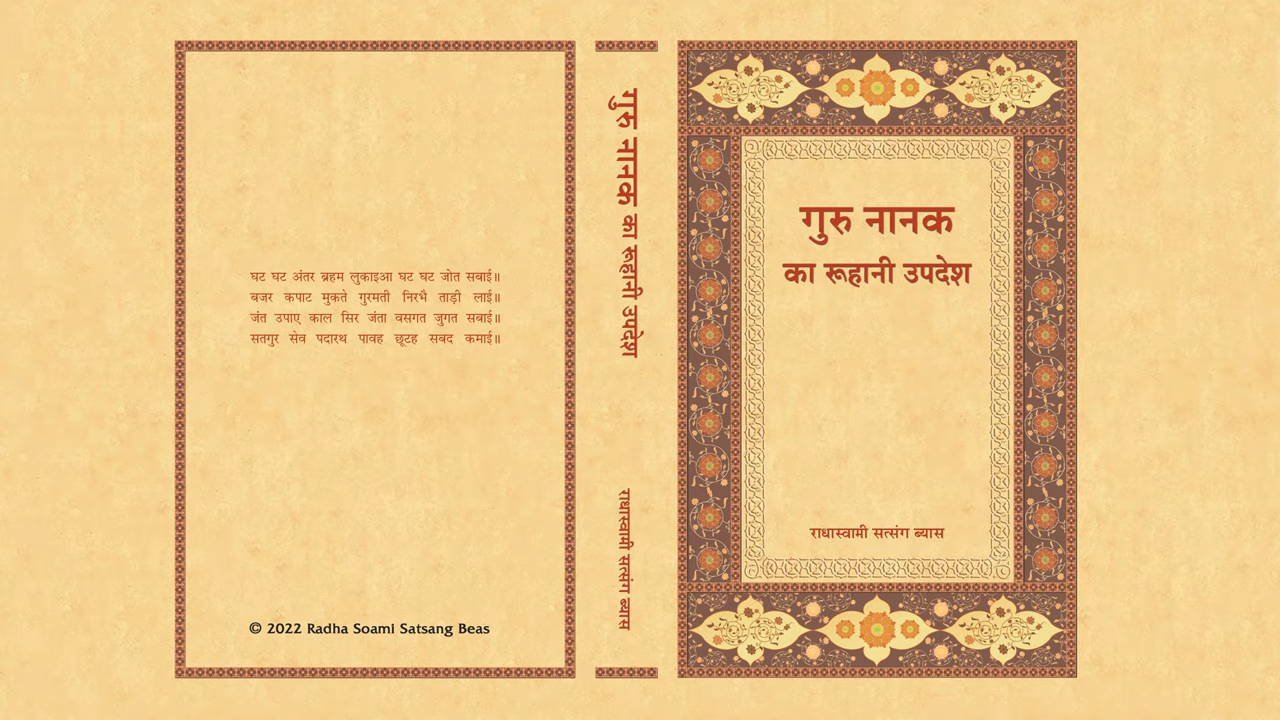 घट घट अंतर ब्रहम लुकाइआ घट घट जोत सबाई॥
बजर कपाट मुकते गुरमती निरभै ताड़ी लाई॥
जंत उपाए काल सिर जंता वसगत जुगत सबाई॥
सतगुर सेव पदारथ पावह छूटह सबद कमाई॥
© 2022 Radha Soami Satsang Beas
गुरु नानक का रूहानी उपदेश
राधास्वामी सत्संग ब्यास
गुरु नानक
का रूहानी उपदेश
राधास्वामी सत्संग ब्यास